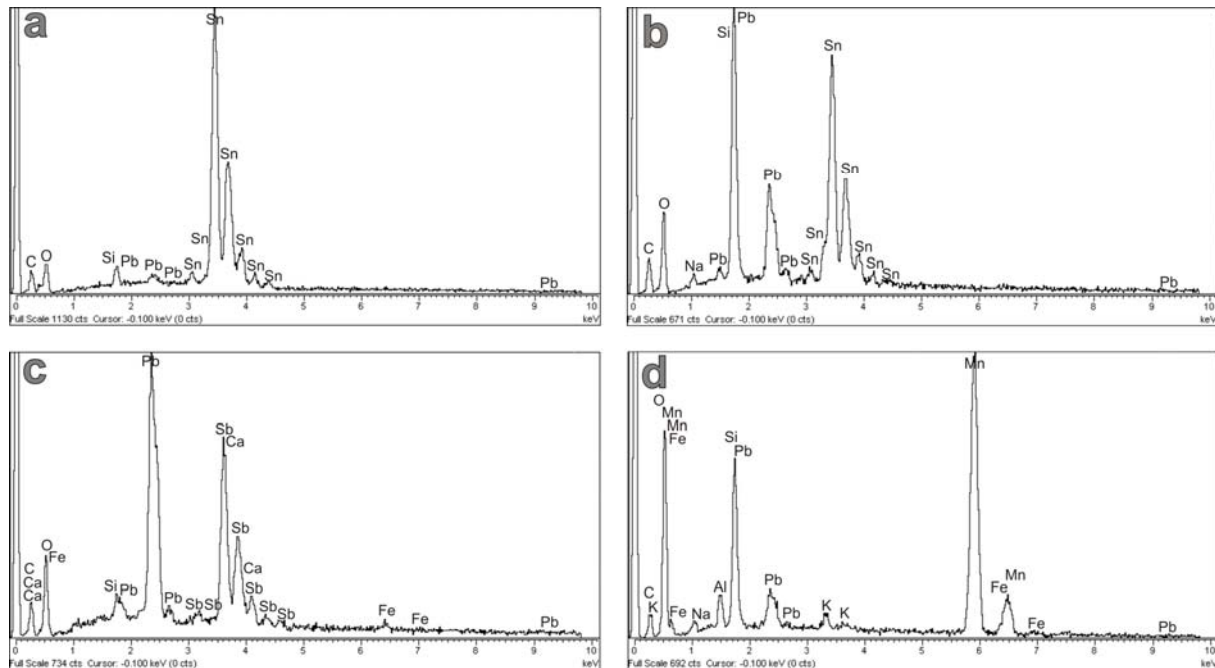 a
Sn
Sn
C
O
Si
Pb
Pb
Pb
Sn
Sn
Sn
Sn
Sn
Pb
0 1 2 3 4 5 6 7 8 9 10
Full Scale 1130 cts Cursor: -0.100 keV (0 cts) keV
b
Pb
Si
Sn
Pb
Sn
O
C
Na
Pb
Pb
Sn
Sn
Sn
Sn
Sn
Pb
0 1 2 3 4 5 6 7 8 9 10
Full Scale 671 cts Cursor: -0.100 keV (0 cts) keV
c
Pb
Sb
Ca
Sb
O
Fe
C
Ca
Ca
Si
Pb
Pb
Sb
Sb
Ca
Sb
Sb
Sb
Fe
Fe
Pb
0 1 2 3 4 5 6 7 8 9 10
Full Scale 734 cts Cursor: -0.100 keV (0 cts) keV
d
Mn
O
Mn
Mn
Fe
Si
Pb
C
K
Fe
Na
Al
Pb
Pb
K
K
Fe
Mn
Fe
Pb
0 1 2 3 4 5 6 7 8 9 10
Full Scale 692 cts Cursor: -0.100 keV (0 cts) keV